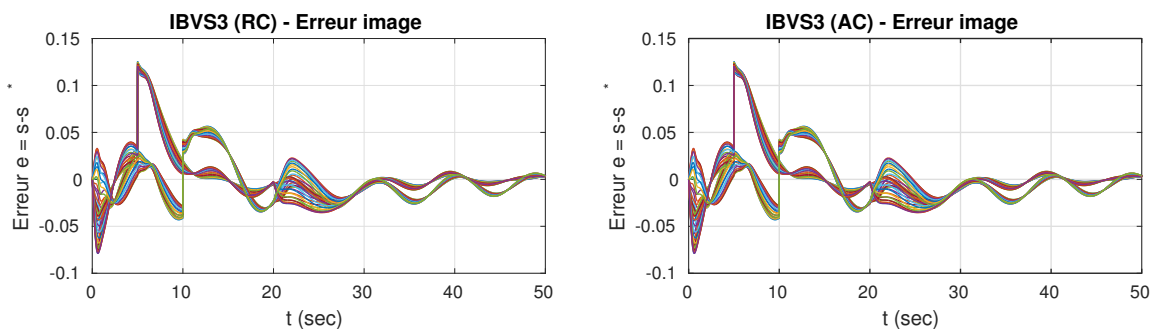 IBVS3 (RC) - Erreur image
0.15
0.1
0.05
0
-0.05
-0.1
Erreur e = s-s *
0 10 20 30 40 50
t (sec)
IBVS3 (AC) - Erreur image
0.15
0.1
0.05
0
-0.05
-0.1
Erreur e = s-s *
0 10 20 30 40 50
t (sec)